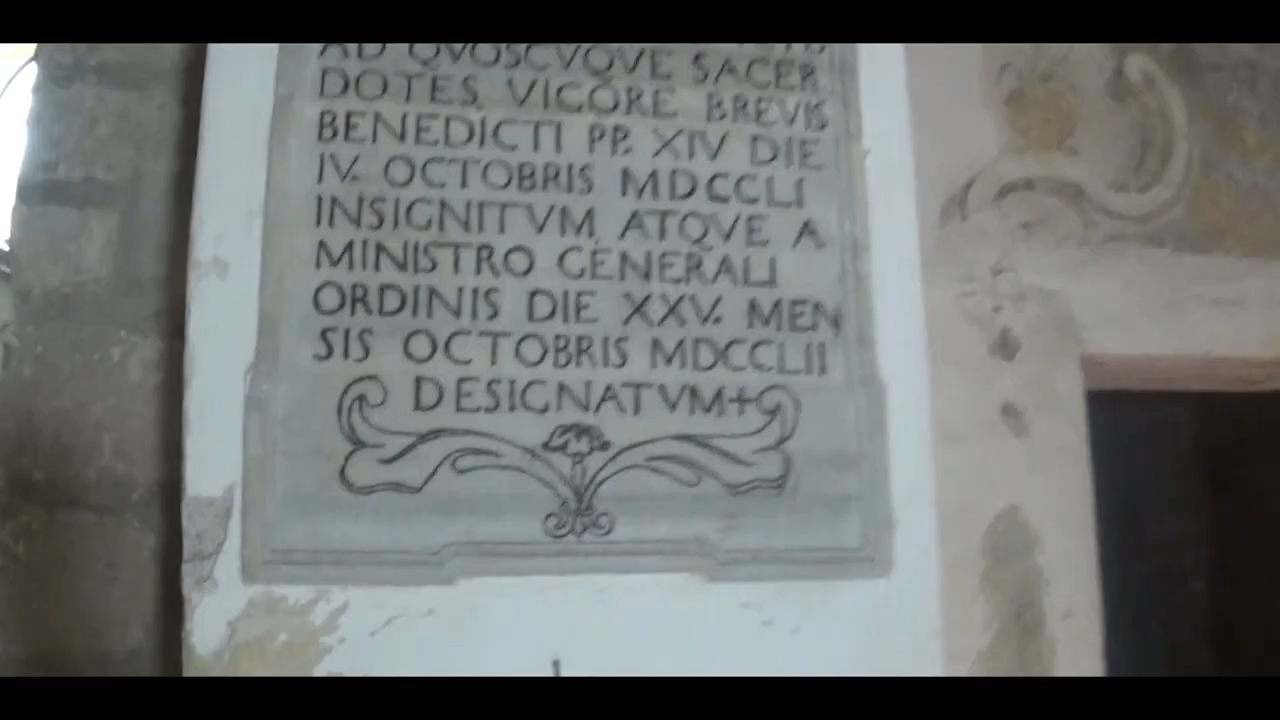 AD QVOSCVQVE SACER
DOTES, VIGORE BREVIS
BENEDICTI PP. XIV DIE
IV. OCTOBRIS MDCCLI
INSIGNITVM, ATQVE A
MINISTRO GENERALI
ORDINIS DIE XXV. MEN
SIS OCTOBRIS MDCCLII
DESIGNATVM+